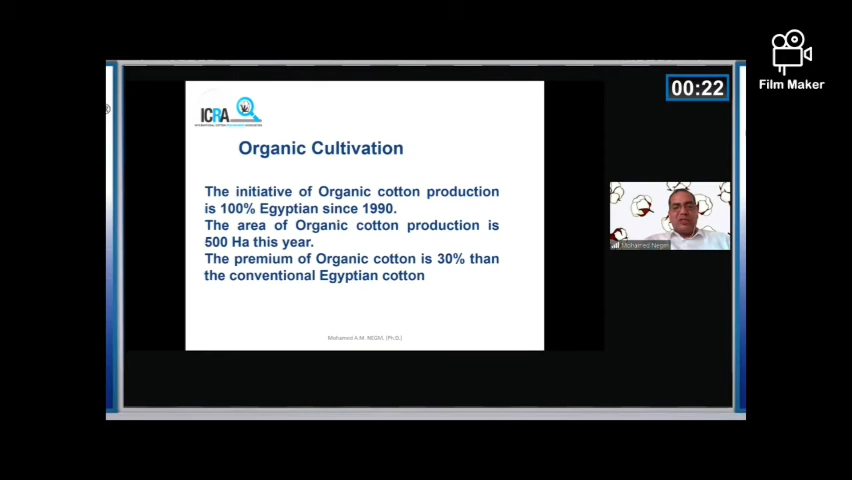 Film Maker
00:22
ICRA
Organic Cultivation
The initiative of Organic cotton production
is 100% Egyptian since 1990.
The area of Organic cotton production is
500 Ha this year.
The premium of Organic cotton is 30% than
the conventional Egyptian cotton
Mohamed Negm
Mohamed A.M. NEGM, (Ph.D.)